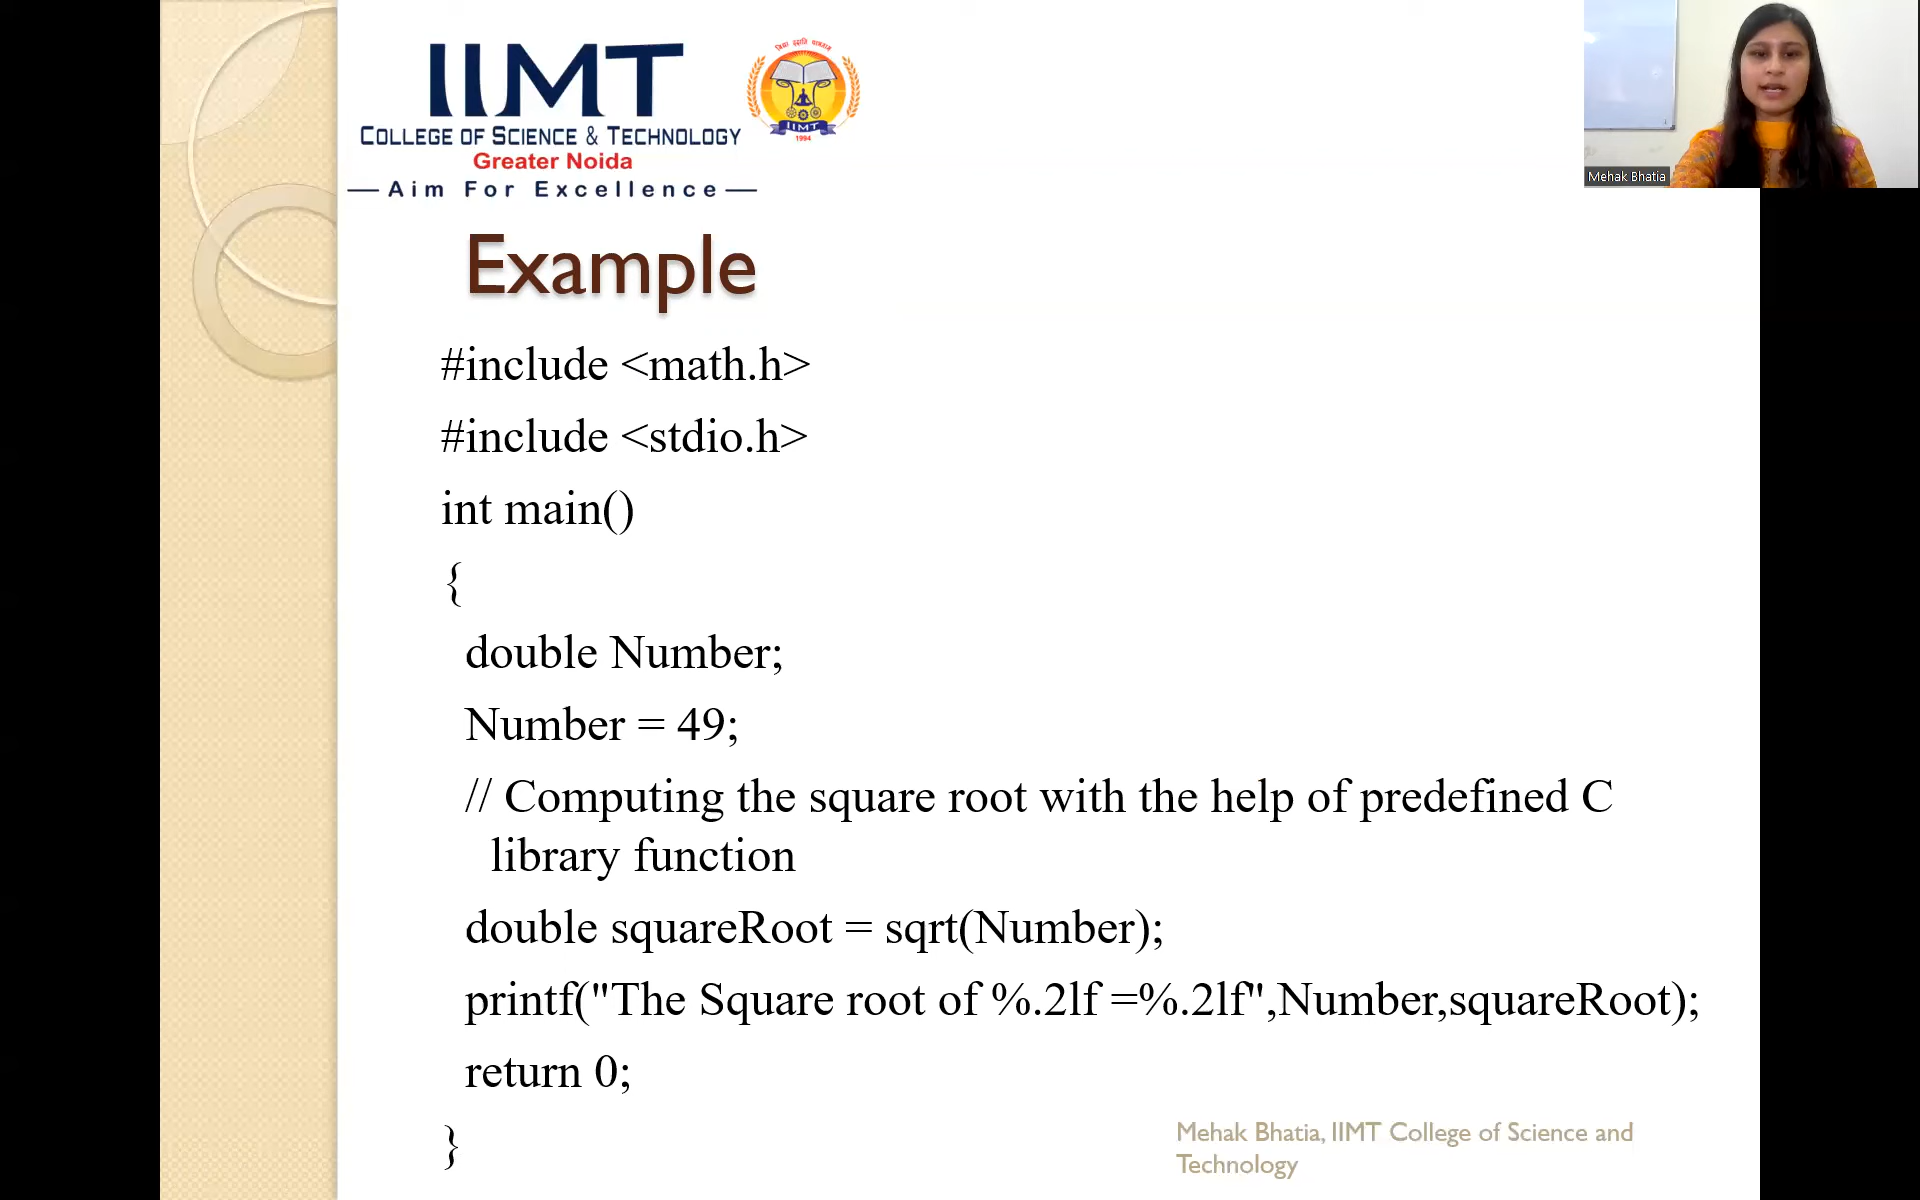 IIMT
COLLEGE OF SCIENCE & TECHNOLOGY
Greater Noida
Aim For Excellence
IIMT
1994
Mehak Bhatia
Example
#include <math.h>
#include <stdio.h>
int main()
{
double Number;
Number = 49;
// Computing the square root with the help of predefined C
library function
double squareRoot = sqrt(Number);
printf("The Square root of %.2lf =%.2lf",Number,squareRoot);
return 0;
}
Mehak Bhatia, IIMT College of Science and
Technology